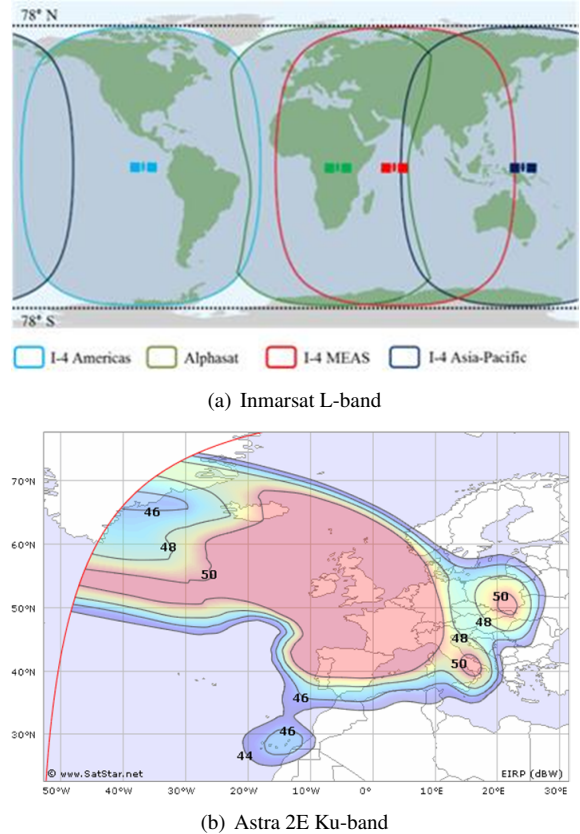 78° N
78° S
I-4 Americas Alphasat I-4 MEAS I-4 Asia-Pacific
(a) Inmarsat L-band
70°N
46
60°N
48
50
50°N
50
48
48
40°N
50
36
46
30°N
44
© www.SatStar.net EIRP (dBW)
50°W 40°W 30°W 20°W 10°W 0° 10°E 20°E 30°E
(b) Astra 2E Ku-band